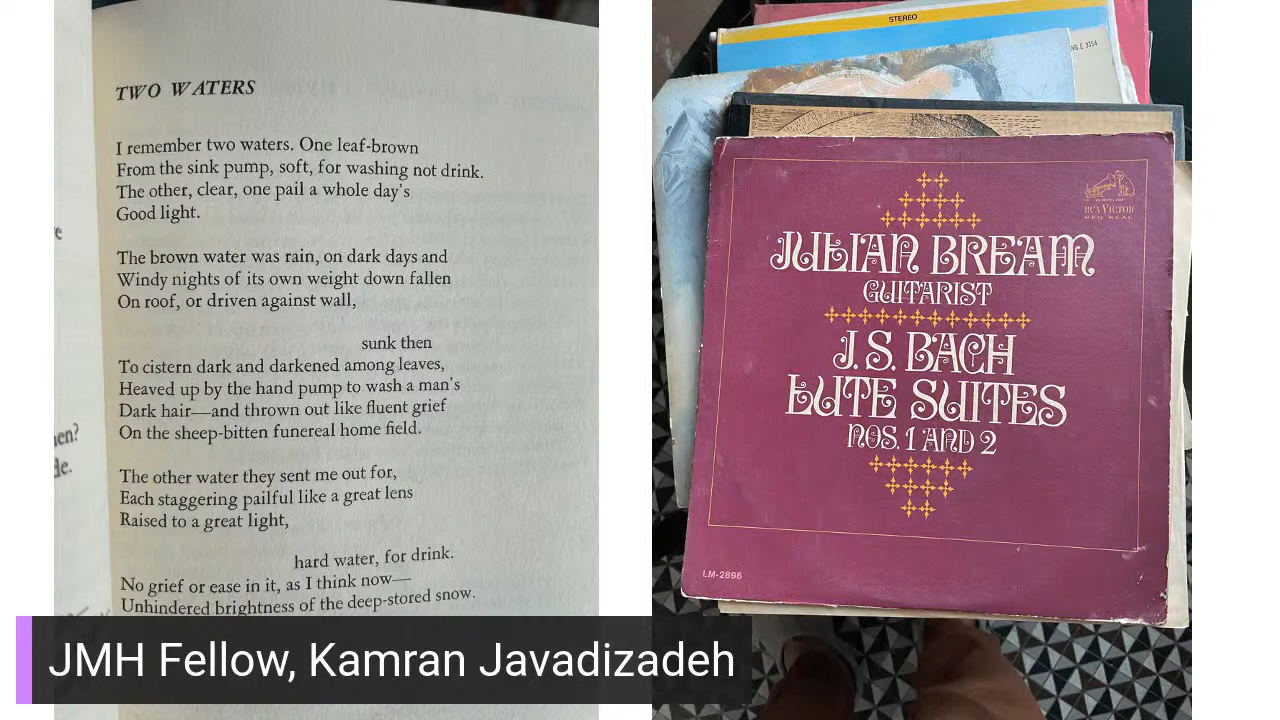 TWO WATERS
I remember two waters. One leaf-brown
From the sink pump, soft, for washing not drink.
The other, clear, one pail a whole day's
Good light.
The brown water was rain, on dark days and
Windy nights of its own weight down fallen
On roof, or driven against wall,
sunk then
To cistern dark and darkened among leaves,
Heaved up by the hand pump to wash a man's
Dark hair—and thrown out like fluent grief
On the sheep-bitten funereal home field.
The other water they sent me out for,
Each staggering pailful like a great lens
Raised to a great light,
hard water, for drink.
No grief or ease in it, as I think now—
Unhindered brightness of the deep-stored snow.
de.
STEREO
RCA VICTOR
RED SEAL
JULIAN BREAM
GUITARIST
J. S. BACH
LUTE SUITES
NOS. 1 AND 2
LM-2896
JMH Fellow, Kamran Javadizadeh